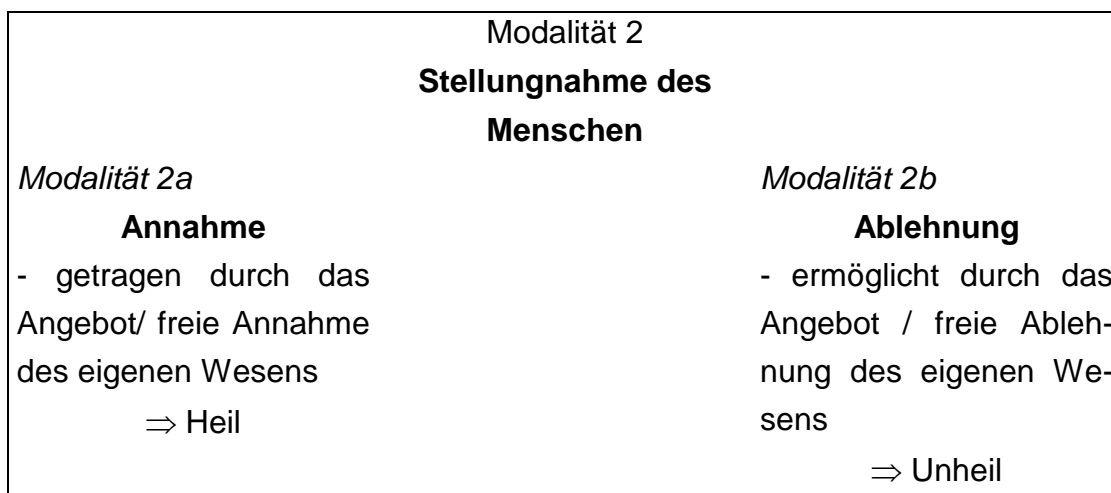 Modalität 2
Stellungnahme des
Menschen
Modalität 2a
Annahme
- getragen durch das
Angebot/ freie Annahme
des eigenen Wesens
⇒ Heil
Modalität 2b
Ablehnung
- ermöglicht durch das
Angebot / freie Ableh-
nung des eigenen We-
sens
⇒ Unheil